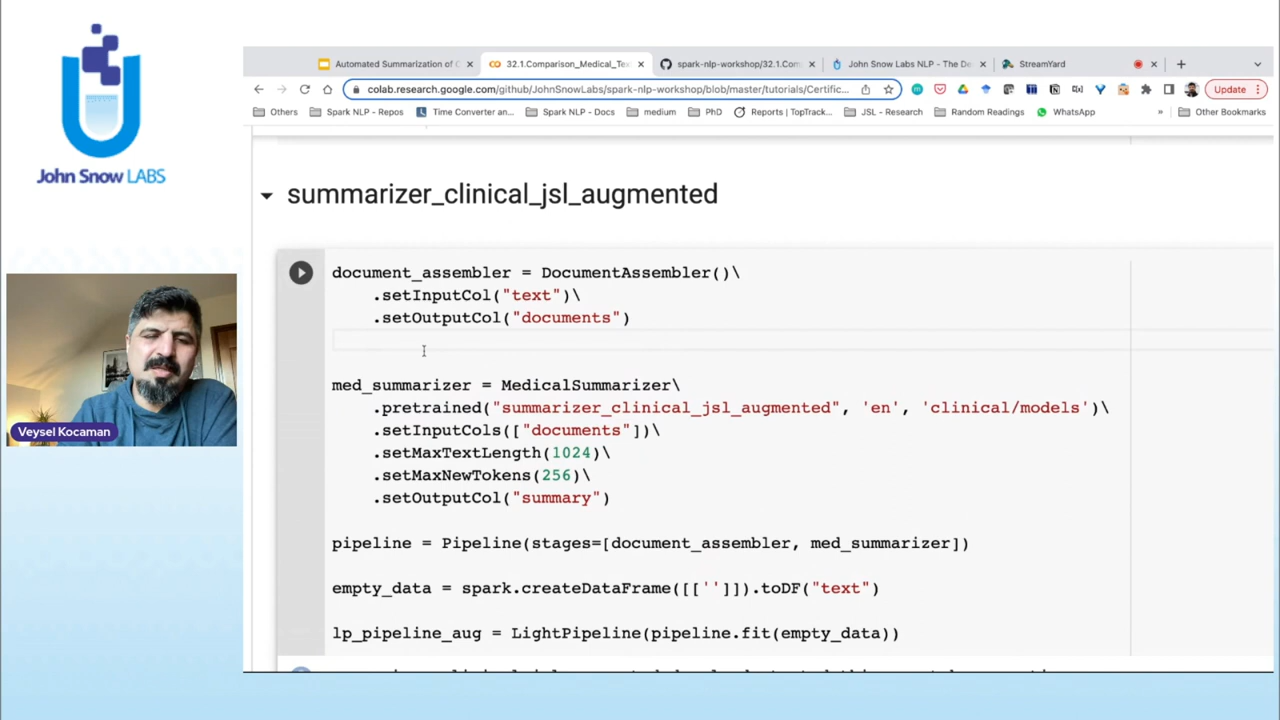 John Snow LABS
Automated Summarization of C
32.1.Comparison_Medical_Te
spark-nlp-workshop/32.1.Com
John Snow Labs NLP - The De
StreamYard
colab.research.google.com/github/JohnSnowLabs/spark-nlp-workshop/blob/master/tutorials/Certific...
Update
Others
Spark NLP - Repos
Time Converter an...
Spark NLP - Docs
medium
PhD
Reports | TopTrack...
JSL - Research
Random Readings
WhatsApp
»
Other Bookmarks
summarizer_clinical_jsl_augmented
document_assembler = DocumentAssembler()\
.setInputCol("text")\
.setOutputCol("documents")
med_summarizer = MedicalSummarizer\
.pretrained("summarizer_clinical_jsl_augmented", 'en', 'clinical/models')\
.setInputCols(["documents"])\
.setMaxTextLength(1024)\
.setMaxNewTokens(256)\
.setOutputCol("summary")
pipeline = Pipeline(stages=[document_assembler, med_summarizer])
empty_data = spark.createDataFrame([['']]).toDF("text")
lp_pipeline_aug = LightPipeline(pipeline.fit(empty_data))
Veysel Kocaman